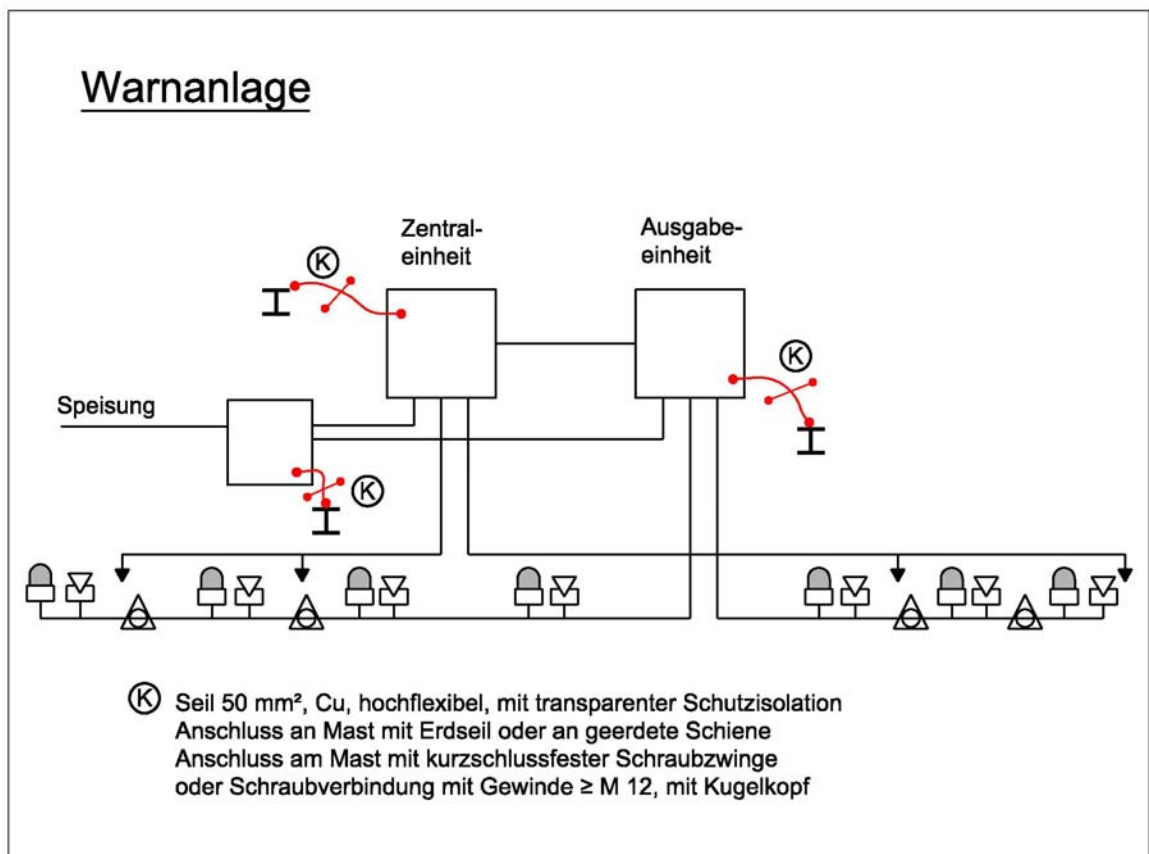 Warnanlage
Zentral-
einheit
Ausgabe-
einheit
K
K
Speisung
K
K Seil 50 mm², Cu, hochflexibel, mit transparenter Schutzisolation
Anschluss an Mast mit Erdseil oder an geerdete Schiene
Anschluss am Mast mit kurzschlussfester Schraubzwinge
oder Schraubverbindung mit Gewinde ≥ M 12, mit Kugelkopf